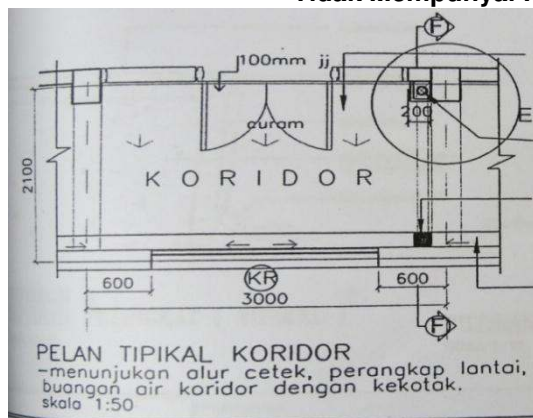 F
100mm jj
200
E
curam
KORIDOR
2100
600
KR
600
3000
F
PELAN TIPIKAL KORIDOR
-menunjukan alur cetek, perangkap lantai,
buangan air koridor dengan kekotak.
skala 1:50